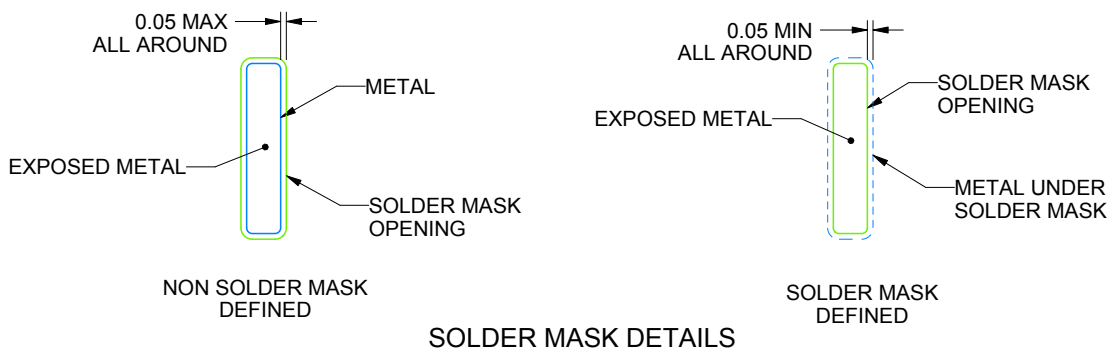 0.05 MAX
ALL AROUND
METAL
EXPOSED METAL
SOLDER MASK
OPENING
NON SOLDER MASK
DEFINED
0.05 MIN
ALL AROUND
SOLDER MASK
OPENING
EXPOSED METAL
METAL UNDER
SOLDER MASK
SOLDER MASK
DEFINED
SOLDER MASK DETAILS